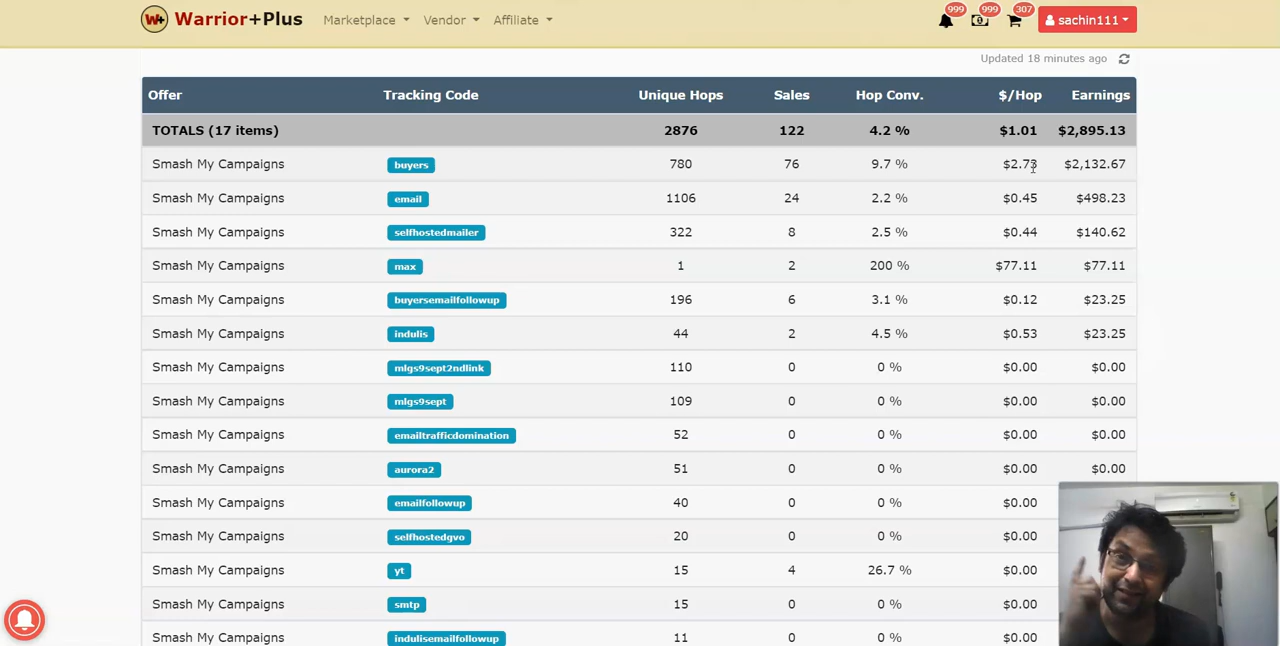 W+ Warrior+Plus Marketplace Vendor Affiliate 999 999 307 sachin111
Updated 18 minutes ago
Offer Tracking Code Unique Hops Sales Hop Conv. $/Hop Earnings
TOTALS (17 items) 2876 122 4.2 % $1.01 $2,895.13
Smash My Campaigns buyers 780 76 9.7 % $2.73 $2,132.67
Smash My Campaigns email 1106 24 2.2 % $0.45 $498.23
Smash My Campaigns selfhostedmailer 322 8 2.5 % $0.44 $140.62
Smash My Campaigns max 1 2 200 % $77.11 $77.11
Smash My Campaigns buyersemailfollowup 196 6 3.1 % $0.12 $23.25
Smash My Campaigns indulis 44 2 4.5 % $0.53 $23.25
Smash My Campaigns mlgs9sept2ndlink 110 0 0 % $0.00 $0.00
Smash My Campaigns mlgs9sept 109 0 0 % $0.00 $0.00
Smash My Campaigns emailtrafficdomination 52 0 0 % $0.00 $0.00
Smash My Campaigns aurora2 51 0 0 % $0.00 $0.00
Smash My Campaigns emailfollowup 40 0 0 % $0.00
Smash My Campaigns selfhostedgvo 20 0 0 % $0.00
Smash My Campaigns yt 15 4 26.7 % $0.00
Smash My Campaigns smtp 15 0 0 % $0.00
Smash My Campaigns indulisemailfollowup 11 0 0 % $0.00